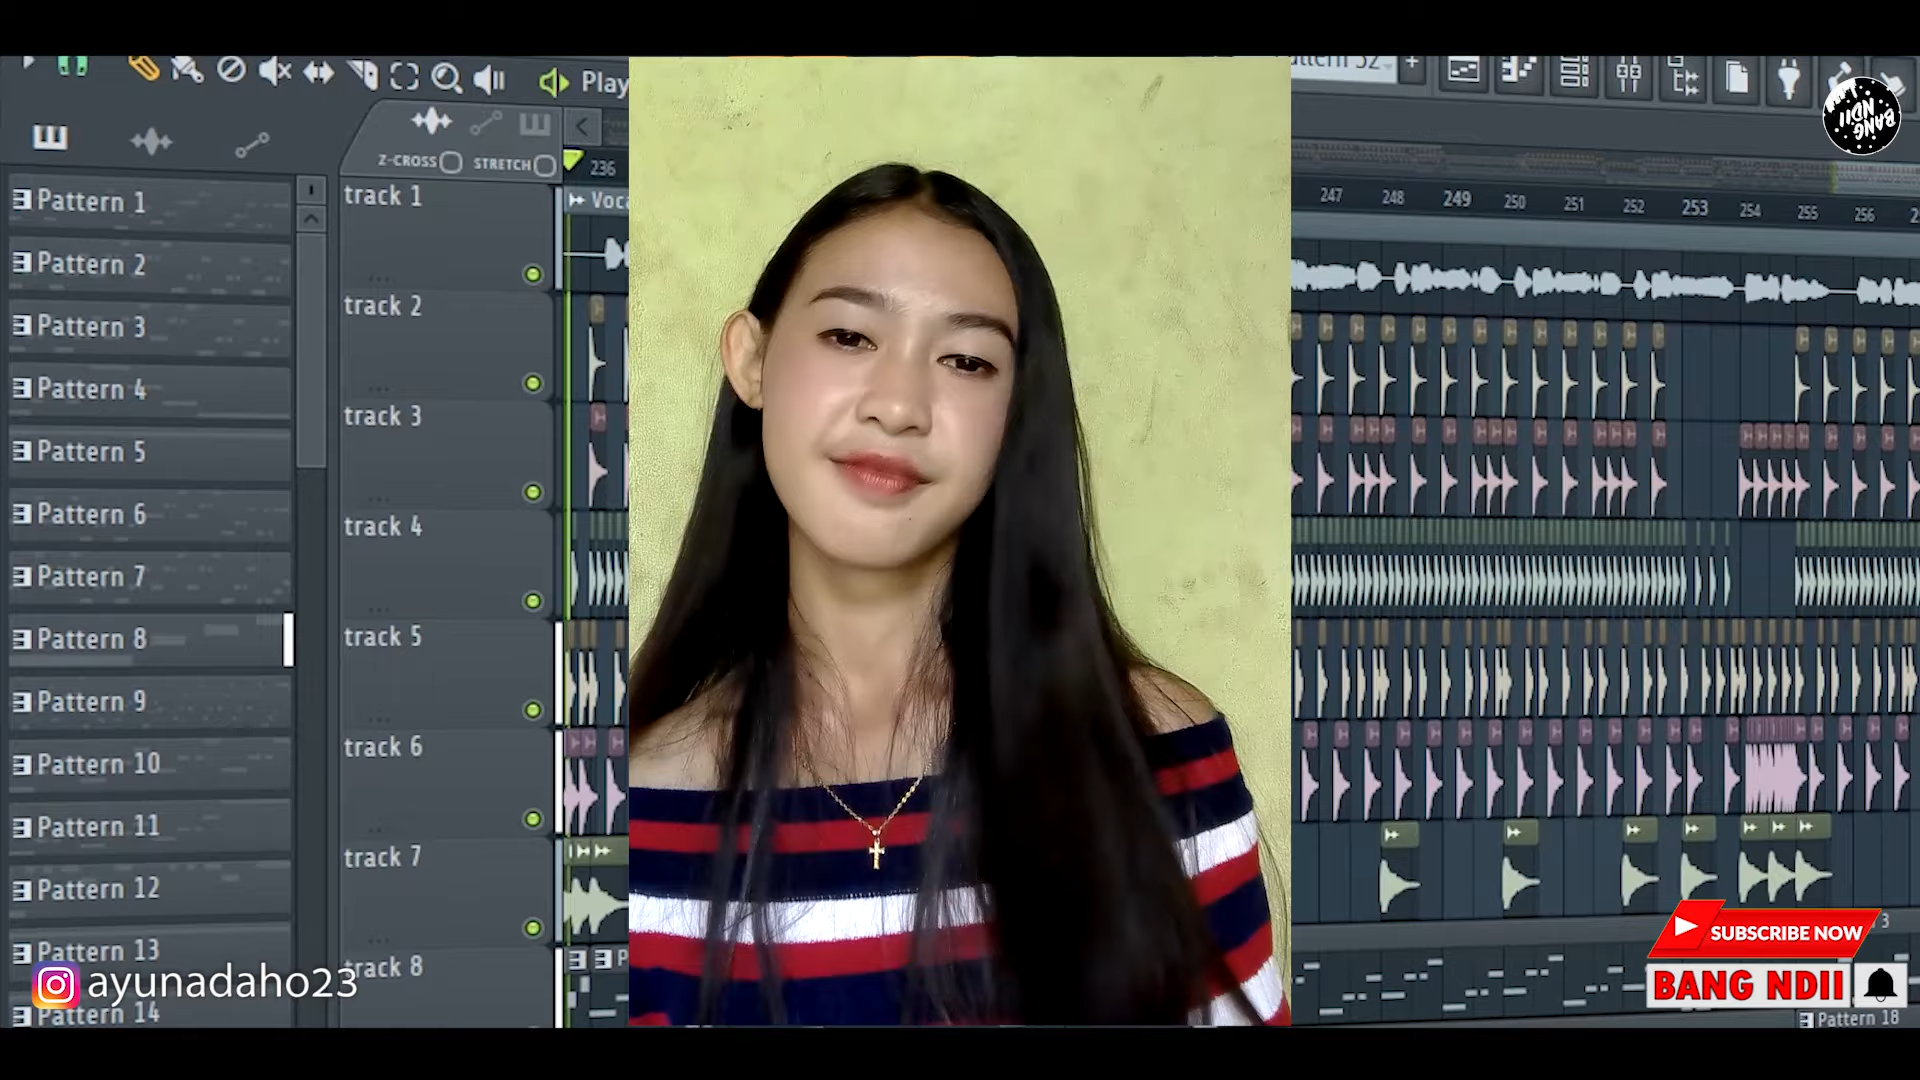 Play
Z-CROSS
STRETCH
236
247
248
249
250
251
252
253
254
255
256
Pattern 1
Pattern 2
Pattern 3
Pattern 4
Pattern 5
Pattern 6
Pattern 7
Pattern 8
Pattern 9
Pattern 10
Pattern 11
Pattern 12
Pattern 13
Pattern 14
track 1
track 2
track 3
track 4
track 5
track 6
track 7
track 8
BANG
NDII
ayunadaho23
SUBSCRIBE NOW
BANG NDII
Pattern 18